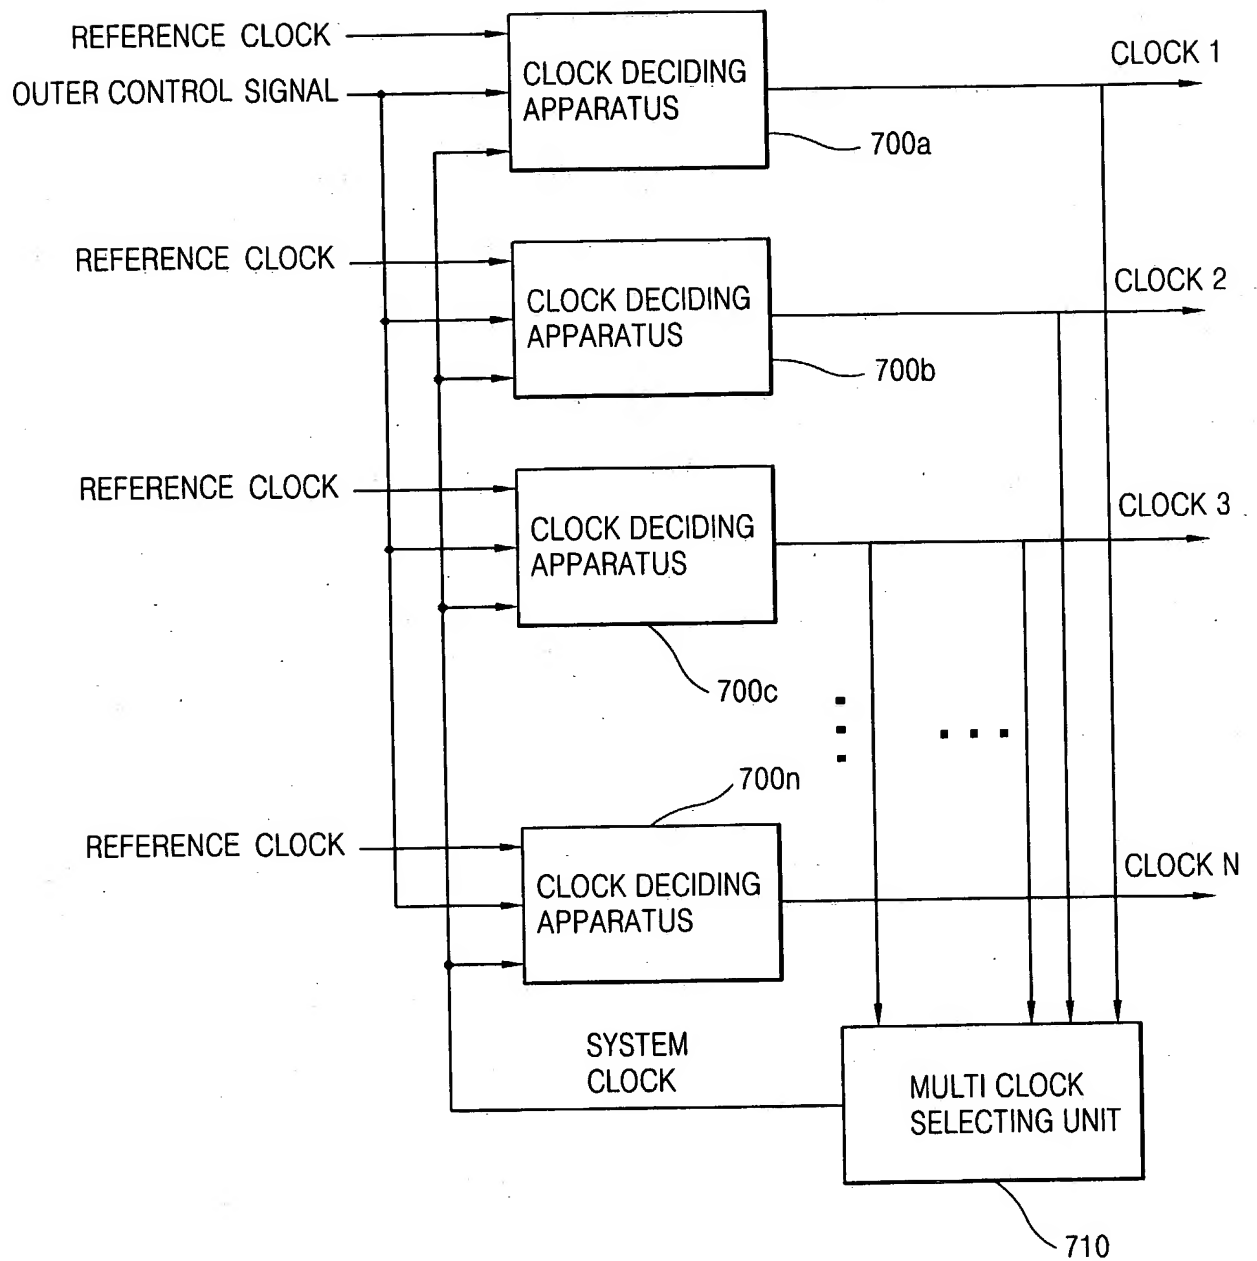 REFERENCE CLOCK
OUTER CONTROL SIGNAL
CLOCK DECIDING
APPARATUS
CLOCK 1
700a
REFERENCE CLOCK
CLOCK DECIDING
APPARATUS
CLOCK 2
700b
REFERENCE CLOCK
CLOCK DECIDING
APPARATUS
CLOCK 3
700c
700n
REFERENCE CLOCK
CLOCK DECIDING
APPARATUS
CLOCK N
SYSTEM
CLOCK
MULTI CLOCK
SELECTING UNIT
710